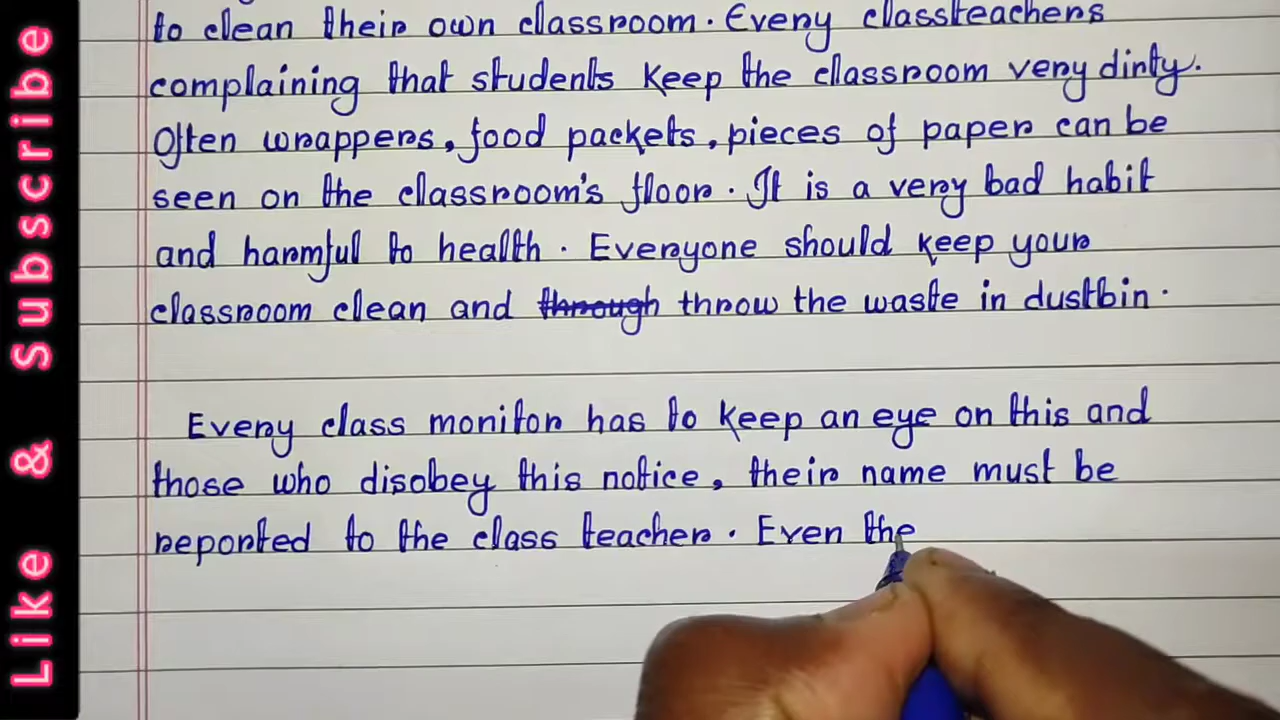 to clean their own classroom. Every classteachers
complaining that students keep the classroom very dirty.
Often wrappers, food packets, pieces of paper can be
seen on the classroom's floor. It is a very bad habit
and harmful to health. Everyone should keep your
classroom clean and through throw the waste in dustbin.
Every class monitor has to keep an eye on this and
those who disobey this notice, their name must be
reported to the class teacher. Even the
Like & Subscribe